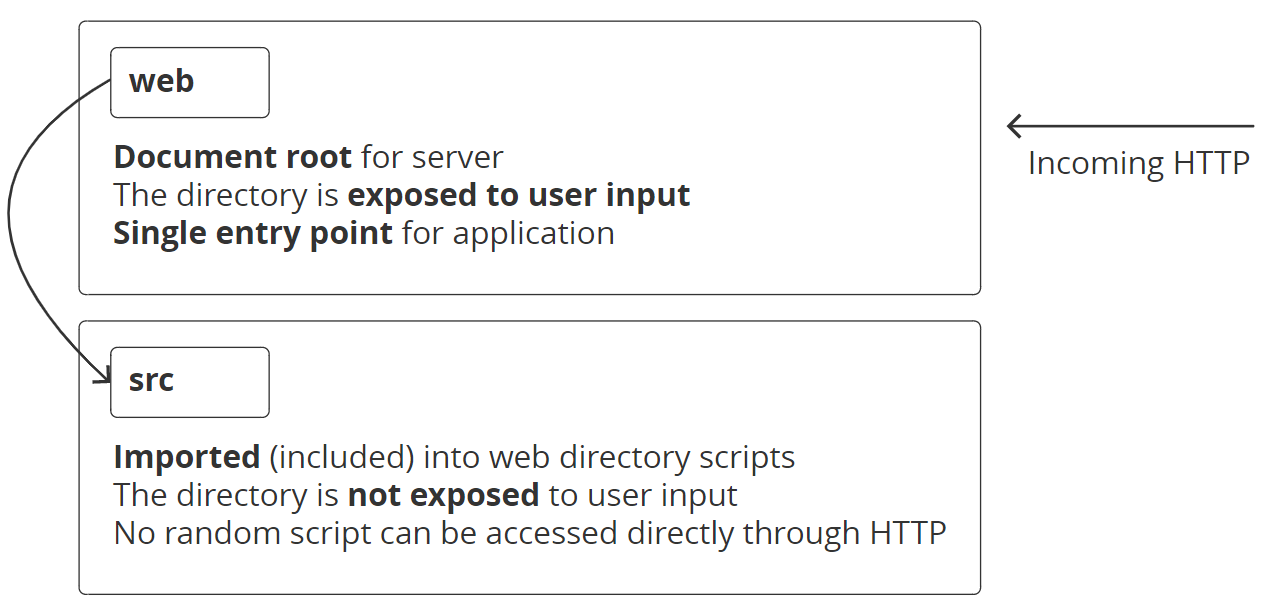 web
Document root for server
The directory is exposed to user input
Single entry point for application
Incoming HTTP
src
Imported (included) into web directory scripts
The directory is not exposed to user input
No random script can be accessed directly through HTTP